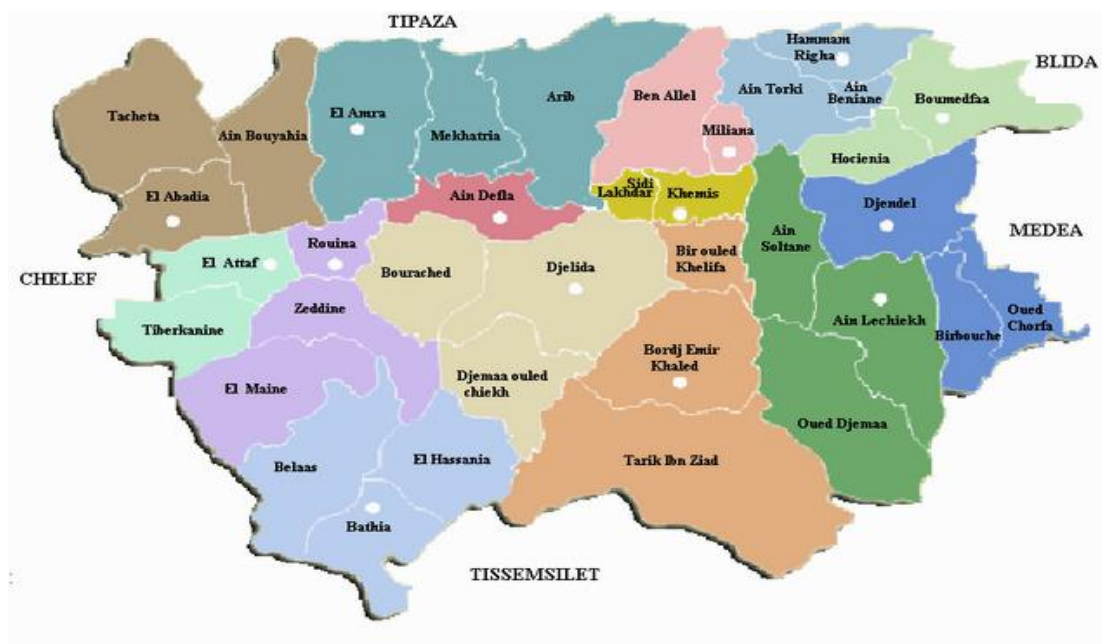 TIPAZA
Hammam
Righa
BLIDA
Tacheta
Ain Bouyahia
El Amra
Mekhatria
Arib
Ben Allel
Ain Torki
Ain
Beniane
Boumedfaa
Miliana
Hocienia
El Abadia
Ain Defla
Sidi
Lakhdar
Khemis
Djendel
MEDEA
CHELEF
El Attaf
Rouina
Bourached
Djelida
Bir ouled
Khelifa
Ain
Soltane
Tiberkanine
Zeddine
Ain Lechiekh
Birbouche
Oued
Chorfa
El Maine
Djemaa ouled
chiekh
Bordj Emir
Khaled
Oued Djemaa
Belaas
El Hassania
Tarik Ibn Ziad
Bathia
TISSEMSILET